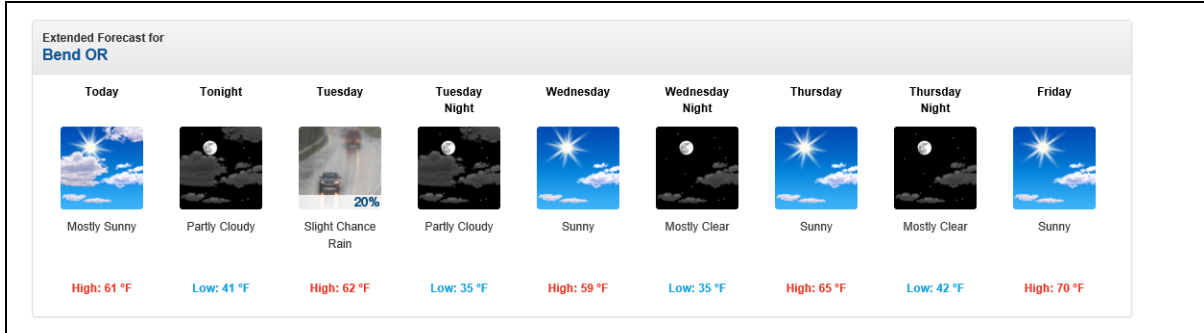 Extended Forecast for
Bend OR
Today
Tonight
Tuesday
Tuesday
Night
Wednesday
Wednesday
Night
Thursday
Thursday
Night
Friday
20%
Mostly Sunny
Partly Cloudy
Slight Chance
Rain
Partly Cloudy
Sunny
Mostly Clear
Sunny
Mostly Clear
Sunny
High: 61 °F
Low: 41 °F
High: 62 °F
Low: 35 °F
High: 59 °F
Low: 35 °F
High: 65 °F
Low: 42 °F
High: 70 °F